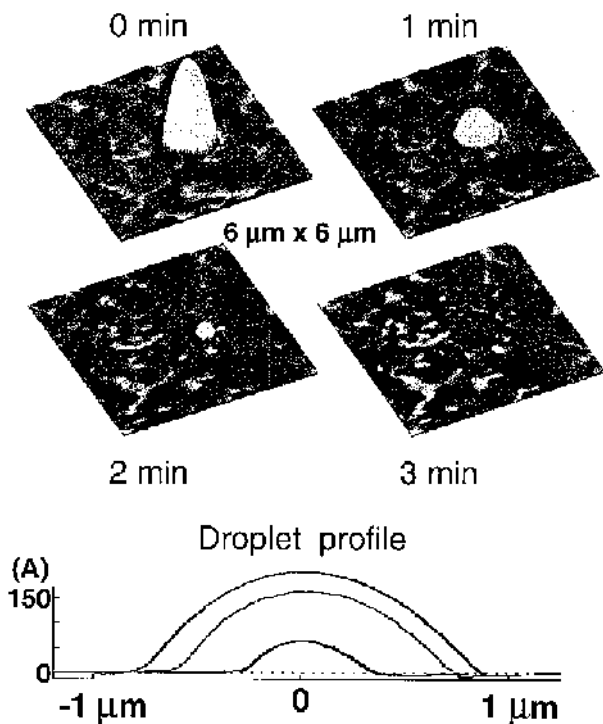 0 min 1 min
6 µm x 6 µm
2 min 3 min
Droplet profile
(A)
150
0
-1 µm 0 1 µm